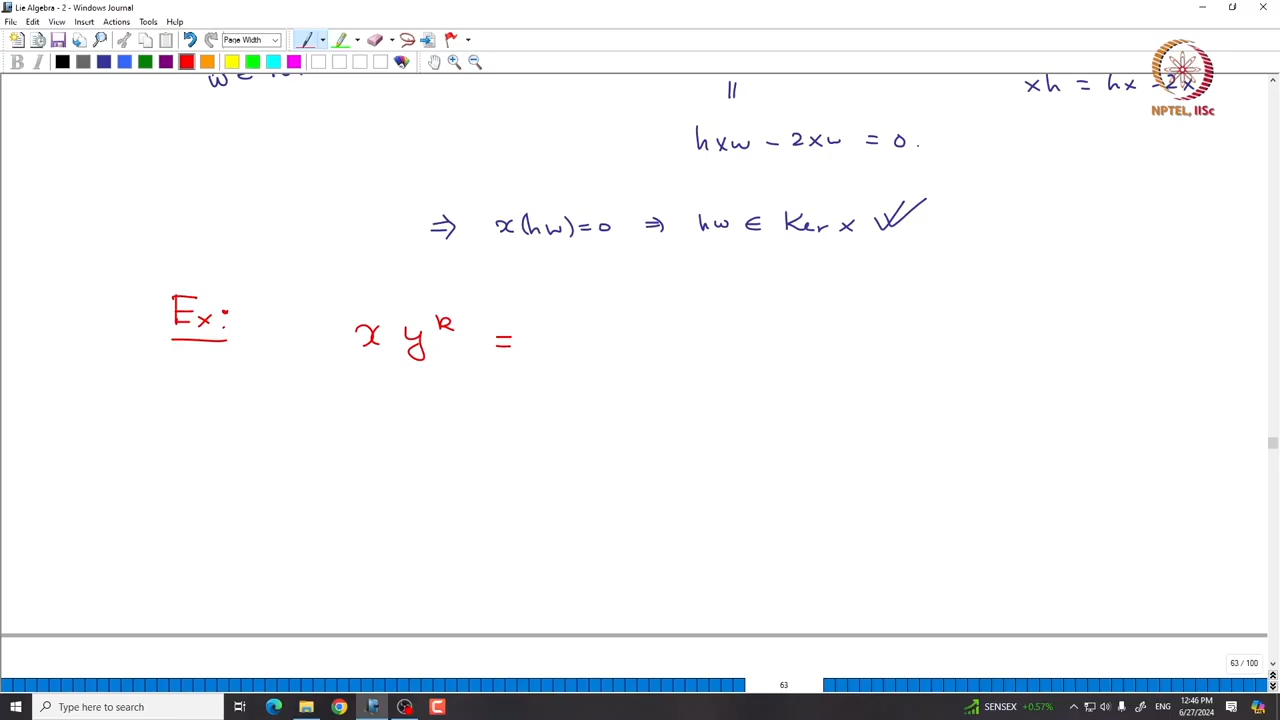 Lie Algebra - 2 - Windows Journal
File Edit View Insert Actions Tools Help
Page Width
B I
w ∈
||
xh = hx - 2x
NPTEL, IISc
hxw - 2xw = 0.
⇒ x(hw)=0 ⇒ hw ∈ Ker x ✓
Ex: x y^k =
63 / 100
63
Type here to search
SENSEX +0.57%
12:46 PM
6/27/2024